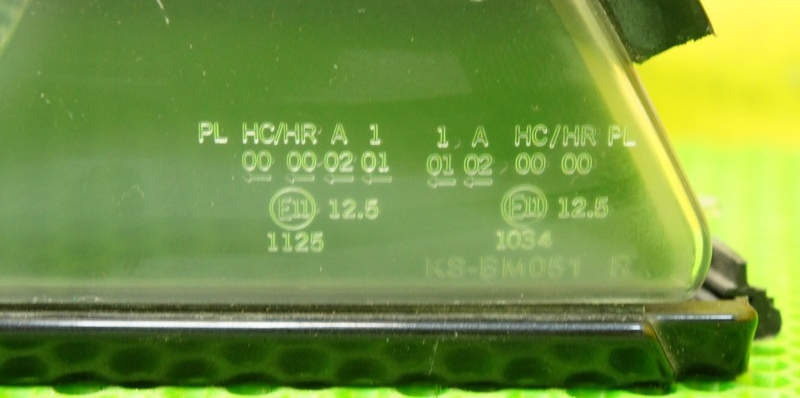 PL HC/HR A 1
00 00 02 01
E11 12.5
1125
1 A HC/HR PL
01 02 00 00
E11 12.5
1034
KS-BM051 R